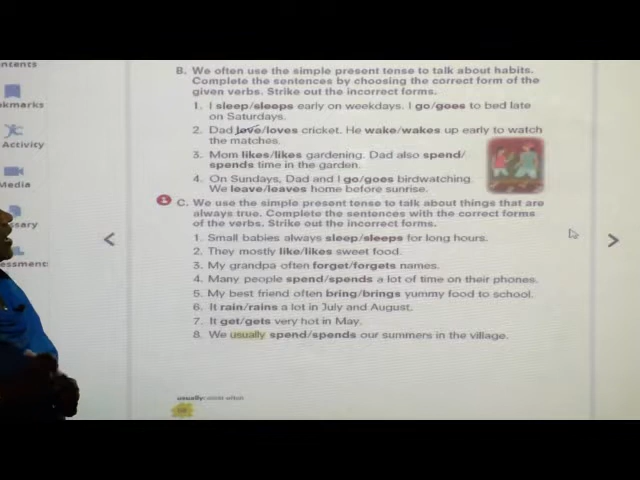 ntents
okmarks
Activity
Media
ssary
essment
B. We often use the simple present tense to talk about habits.
Complete the sentences by choosing the correct form of the
given verbs. Strike out the incorrect forms.
1. I sleep/sleeps early on weekdays. I go/goes to bed late
on Saturdays.
2. Dad love/loves cricket. He wake/wakes up early to watch
the matches.
3. Mom likes/likes gardening. Dad also spend/
spends time in the garden.
4. On Sundays, Dad and I go/goes birdwatching.
We leave/leaves home before sunrise.
C. We use the simple present tense to talk about things that are
always true. Complete the sentences with the correct forms
of the verbs. Strike out the incorrect forms.
1. Small babies always sleep/sleeps for long hours.
2. They mostly like/likes sweet food.
3. My grandpa often forget/forgets names.
4. Many people spend/spends a lot of time on their phones.
5. My best friend often bring/brings yummy food to school.
6. It rain/rains a lot in July and August.
7. It get/gets very hot in May.
8. We usually spend/spends our summers in the village.
usually: